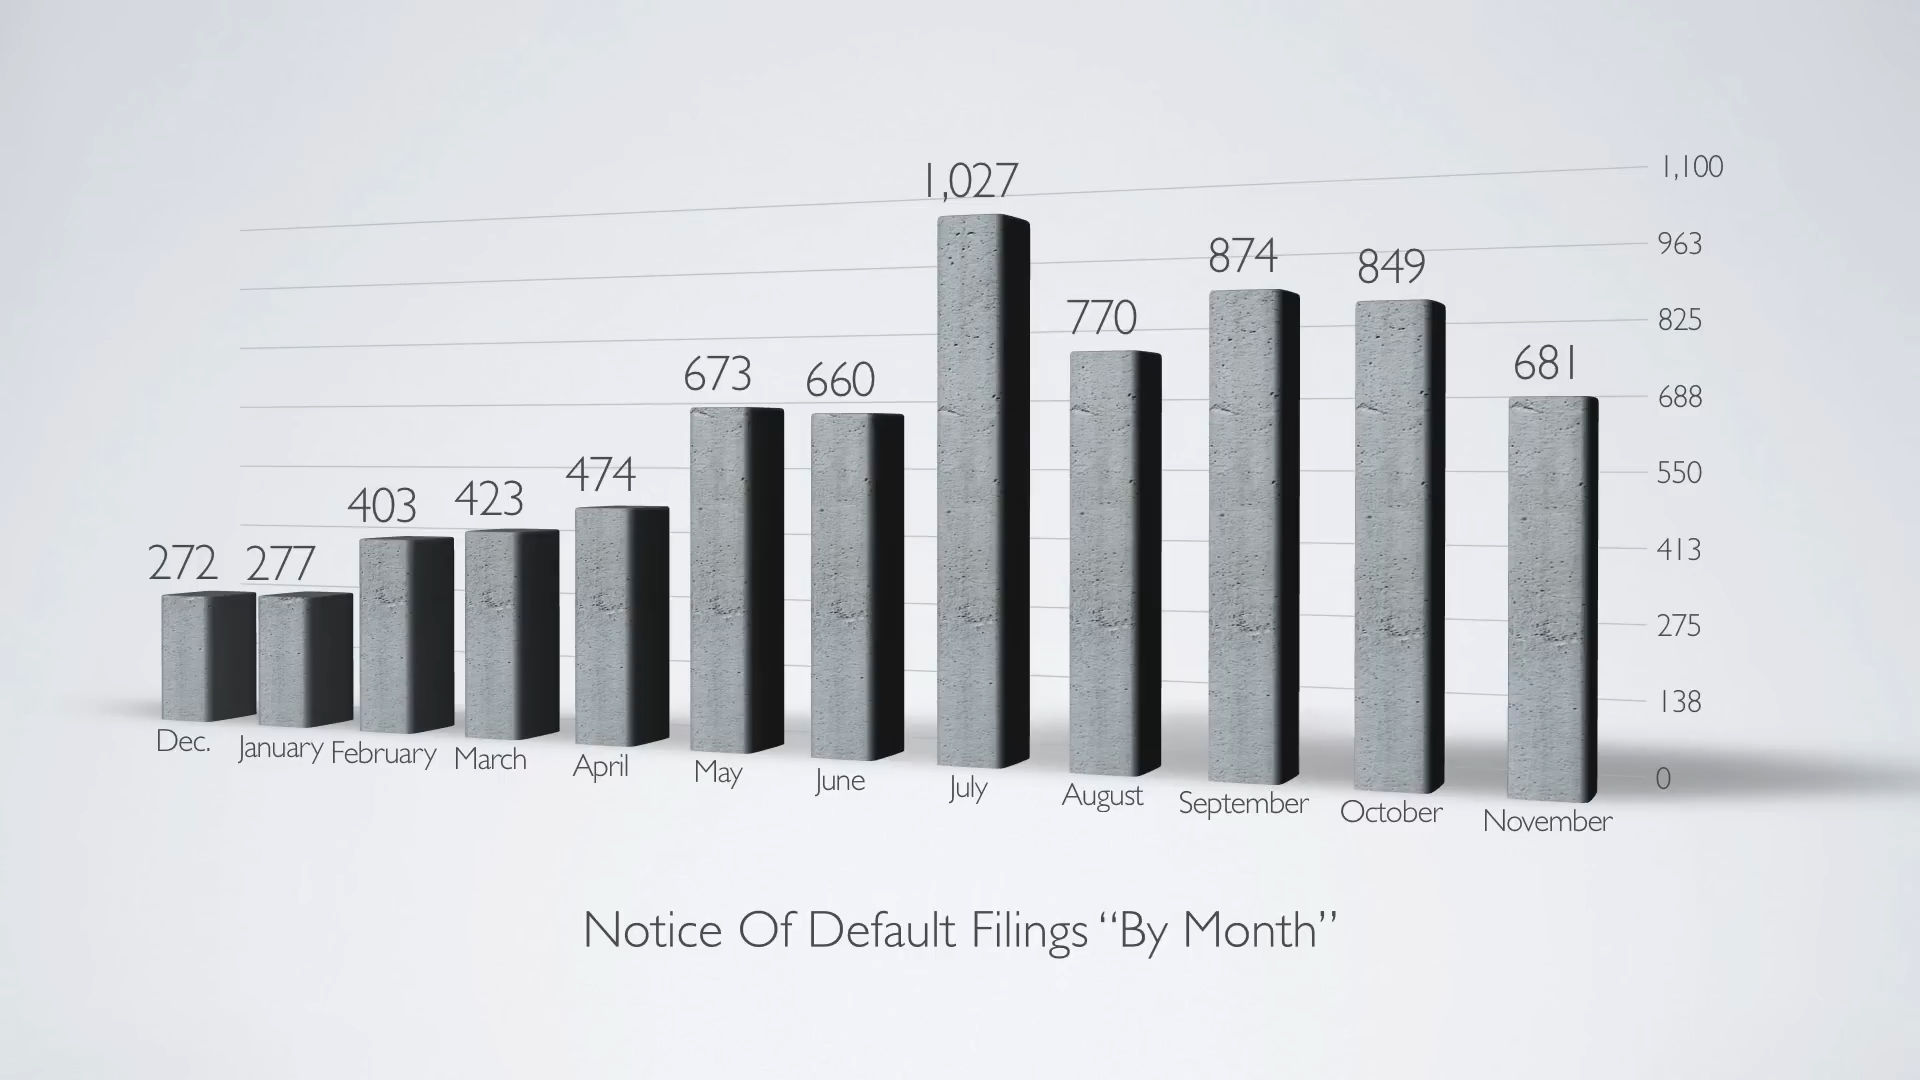 1,027
874
849
770
681
673
660
474
403
423
272
277
1,100
963
825
688
550
413
275
138
0
Dec.
January
February
March
April
May
June
July
August
September
October
November
Notice Of Default Filings “By Month”